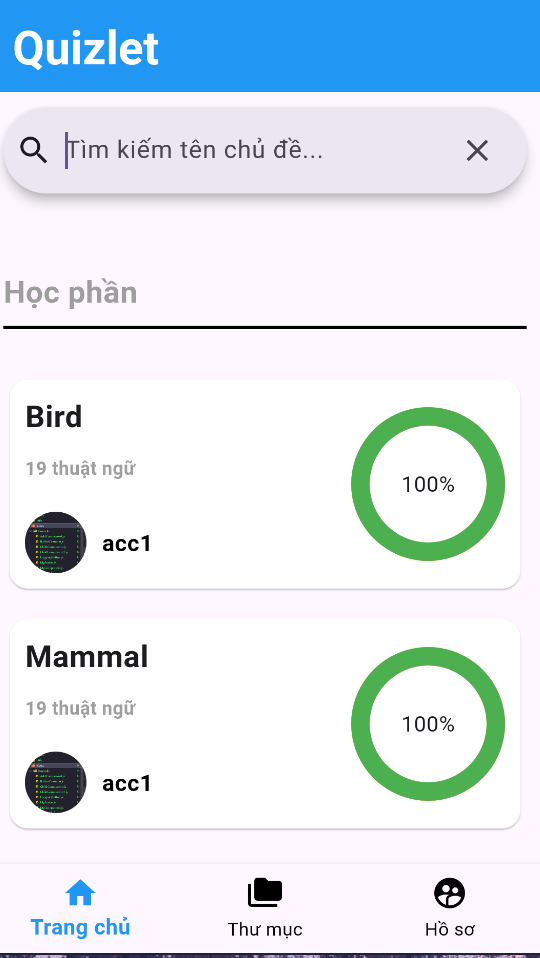 Quizlet
Tìm kiếm tên chủ đề...
Học phần
Bird
19 thuật ngữ
100%
acc1
Mammal
19 thuật ngữ
100%
acc1
Trang chủ
Thư mục
Hồ sơ